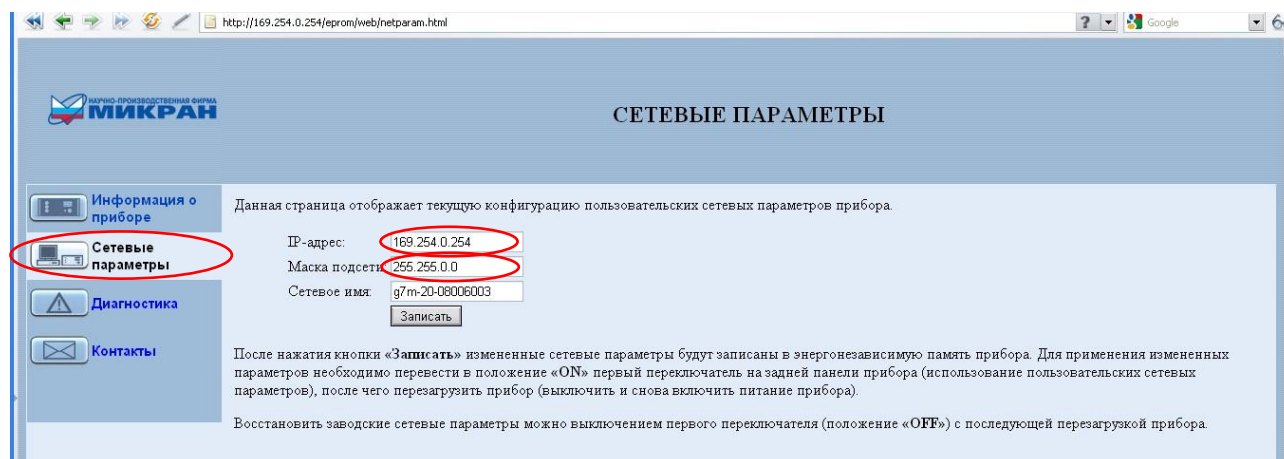 http://169.254.0.254/eprom/web/netparam.html
Google
НАУЧНО-ПРОИЗВОДСТВЕННАЯ ФИРМА
МИКРАН
СЕТЕВЫЕ ПАРАМЕТРЫ
Информация о
приборе
Сетевые
параметры
Диагностика
Контакты
Данная страница отображает текущую конфигурацию пользовательских сетевых параметров прибора.
IP-адрес: 169.254.0.254
Маска подсети 255.255.0.0
Сетевое имя: g7m-20-08006003
Записать
После нажатия кнопки «Записать» измененные сетевые параметры будут записаны в энергонезависимую память прибора. Для применения измененных
параметров необходимо перевести в положение «ON» первый переключатель на задней панели прибора (использование пользовательских сетевых
параметров), после чего перезагрузить прибор (выключить и снова включить питание прибора).
Восстановить заводские сетевые параметры можно выключением первого переключателя (положение «OFF») с последующей перезагрузкой прибора.